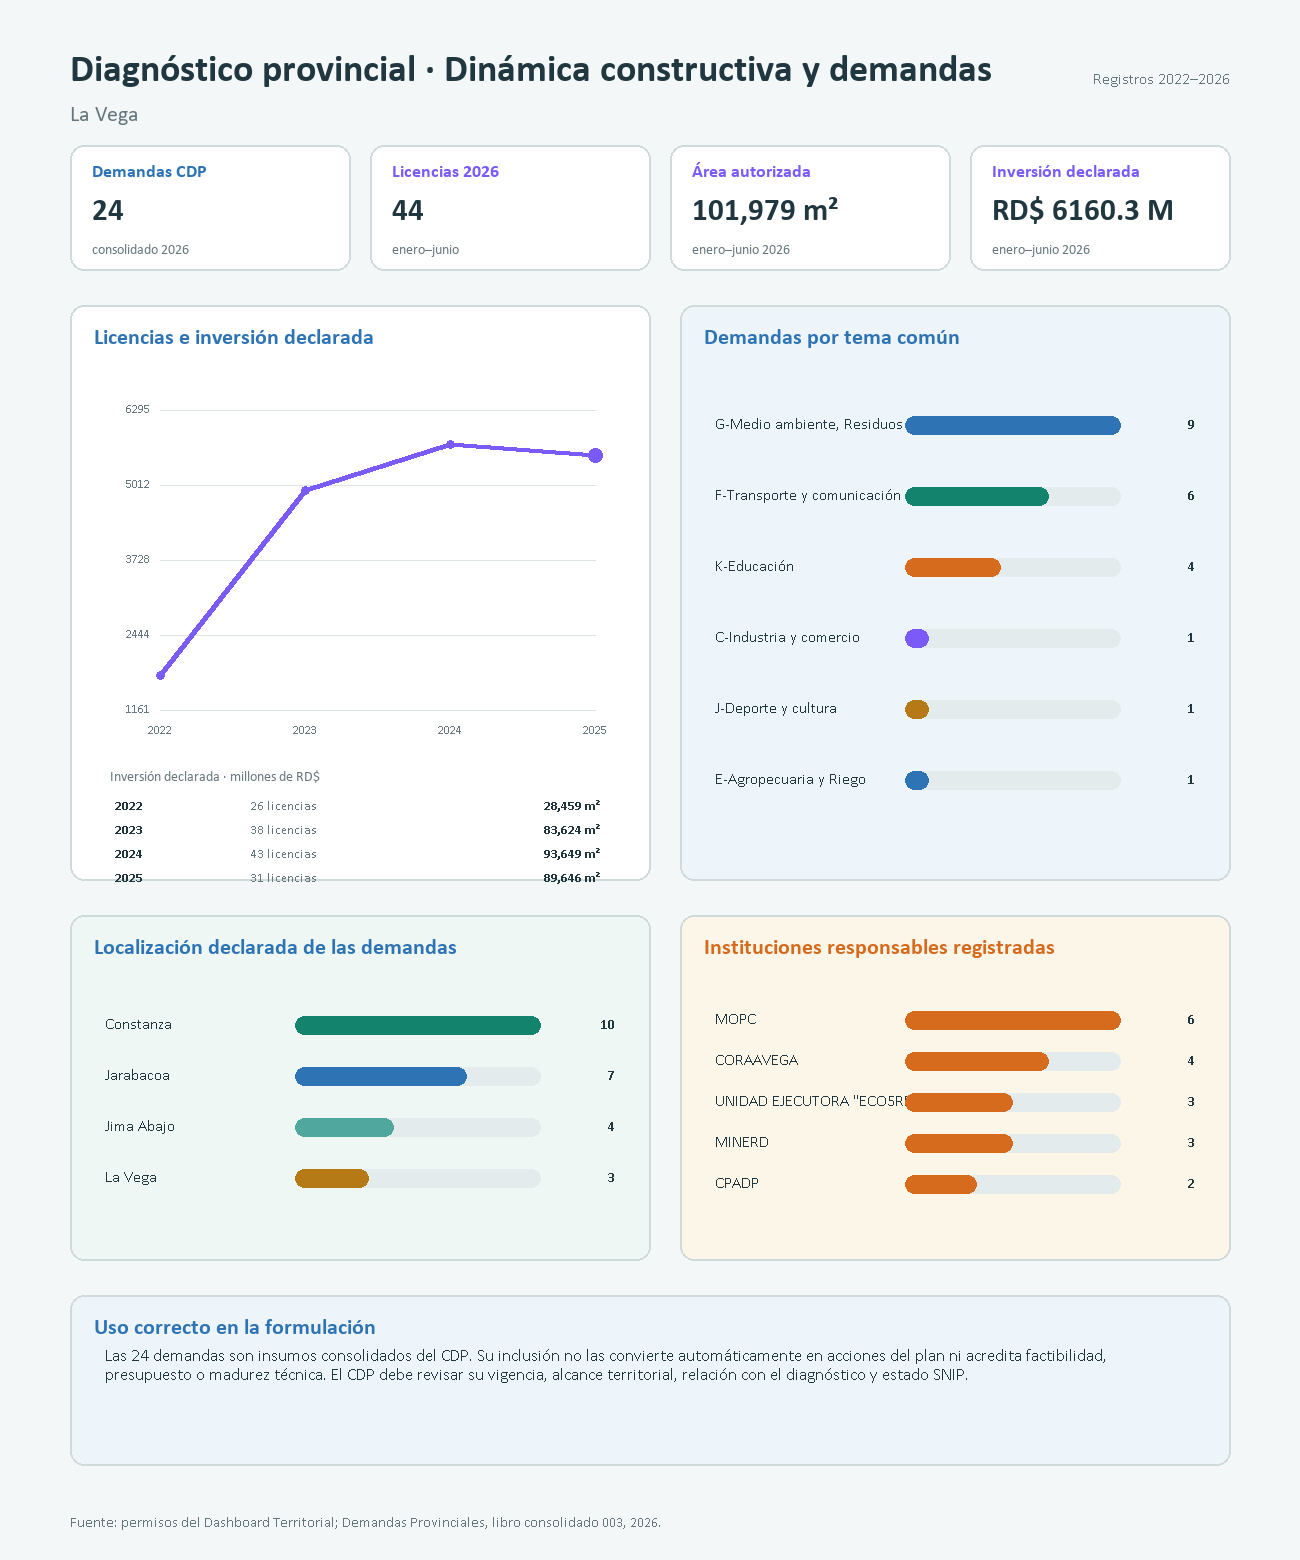 Diagnóstico provincial · Dinámica constructiva y demandas
Registros 2022–2026
La Vega
Demandas CDP
24
consolidado 2026
Licencias 2026
44
enero–junio
Área autorizada
101,979 m²
enero–junio 2026
Inversión declarada
RD$ 6160.3 M
enero–junio 2026
Licencias e inversión declarada
6295
5012
3728
2444
1161
2022 2023 2024 2025
Inversión declarada · millones de RD$
2022 26 licencias 28,459 m²
2023 38 licencias 83,624 m²
2024 43 licencias 93,649 m²
2025 31 licencias 89,646 m²
Demandas por tema común
G-Medio ambiente, Residuos 9
F-Transporte y comunicación 6
K-Educación 4
C-Industria y comercio 1
J-Deporte y cultura 1
E-Agropecuaria y Riego 1
Localización declarada de las demandas
Constanza 10
Jarabacoa 7
Jima Abajo 4
La Vega 3
Instituciones responsables registradas
MOPC 6
CORAAVEGA 4
UNIDAD EJECUTORA 3
MINERD 3
CPADP 2
Uso correcto en la formulación
Las 24 demandas son insumos consolidados del CDP. Su inclusión no las convierte automáticamente en acciones del plan ni acredita factibilidad,
presupuesto o madurez técnica. El CDP debe revisar su vigencia, alcance territorial, relación con el diagnóstico y estado SNIP.
Fuente: permisos del Dashboard Territorial; Demandas Provinciales, libro consolidado 003, 2026.